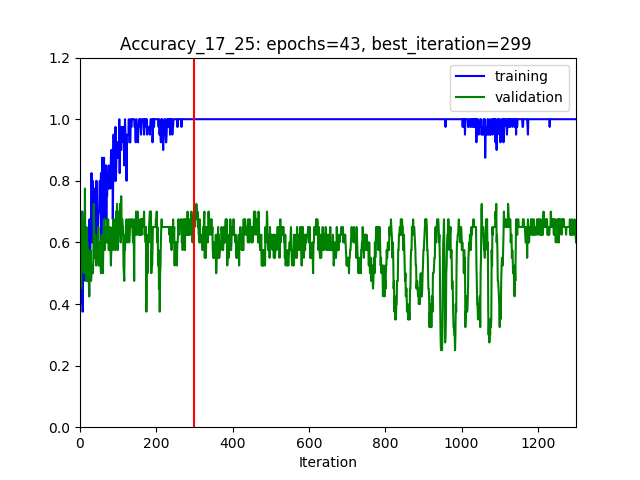 Accuracy_17_25: epochs=43, best_iteration=299
1.2
training
validation
1.0
0.8
0.6
0.4
0.2
0.0
0 200 400 600 800 1000 1200
Iteration